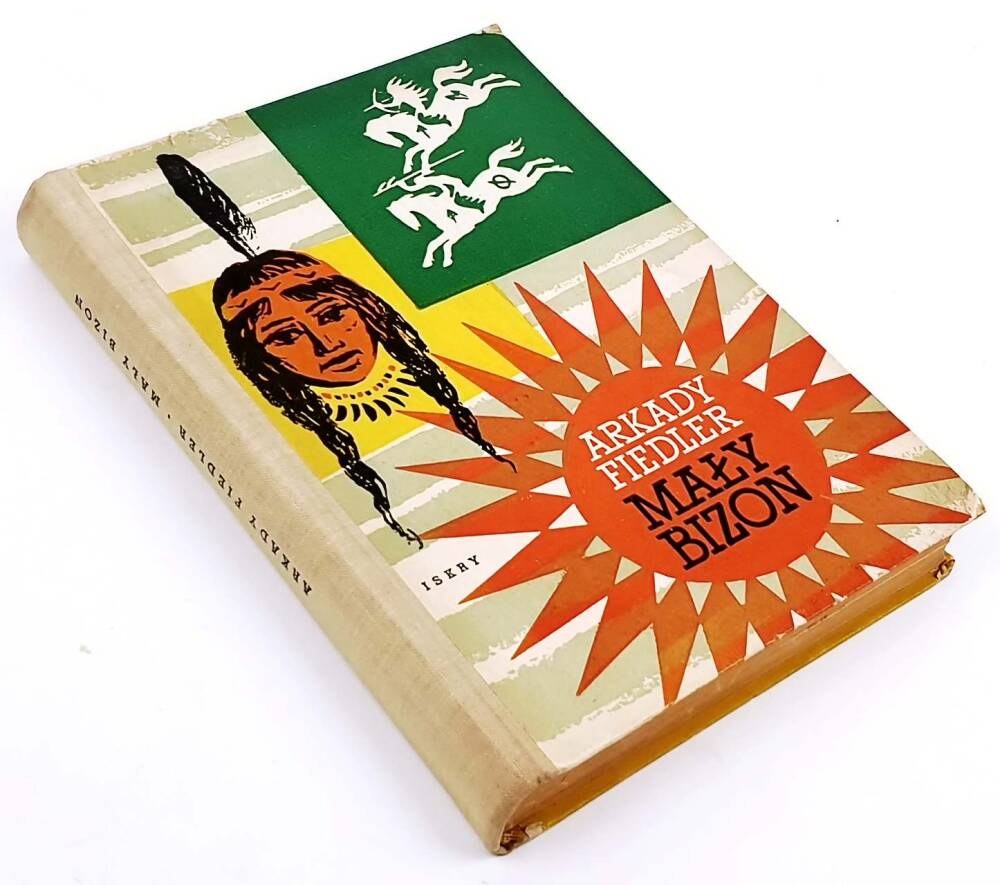 ARKADY
FIEDLER
MAŁY
BIZON
ISKRY
ARKADY FIEDLER • MAŁY BIZON